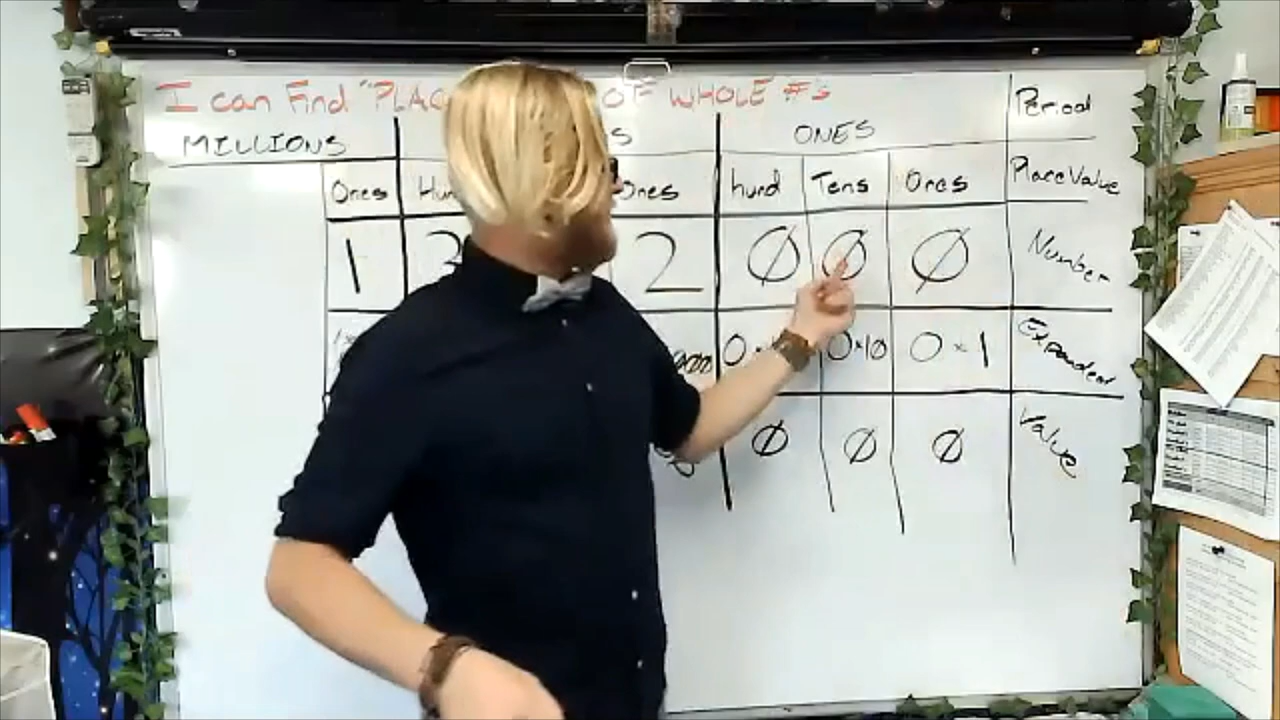 I can Find "PLAC OF WHOLE #s
Period
MILLIONS S ONES
Ones Hun Ones hund Tens Ones Place Value
1 3 2 Ø Ø Ø Number
0 × 0×10 0×1 Expanded
Ø Ø Ø Value